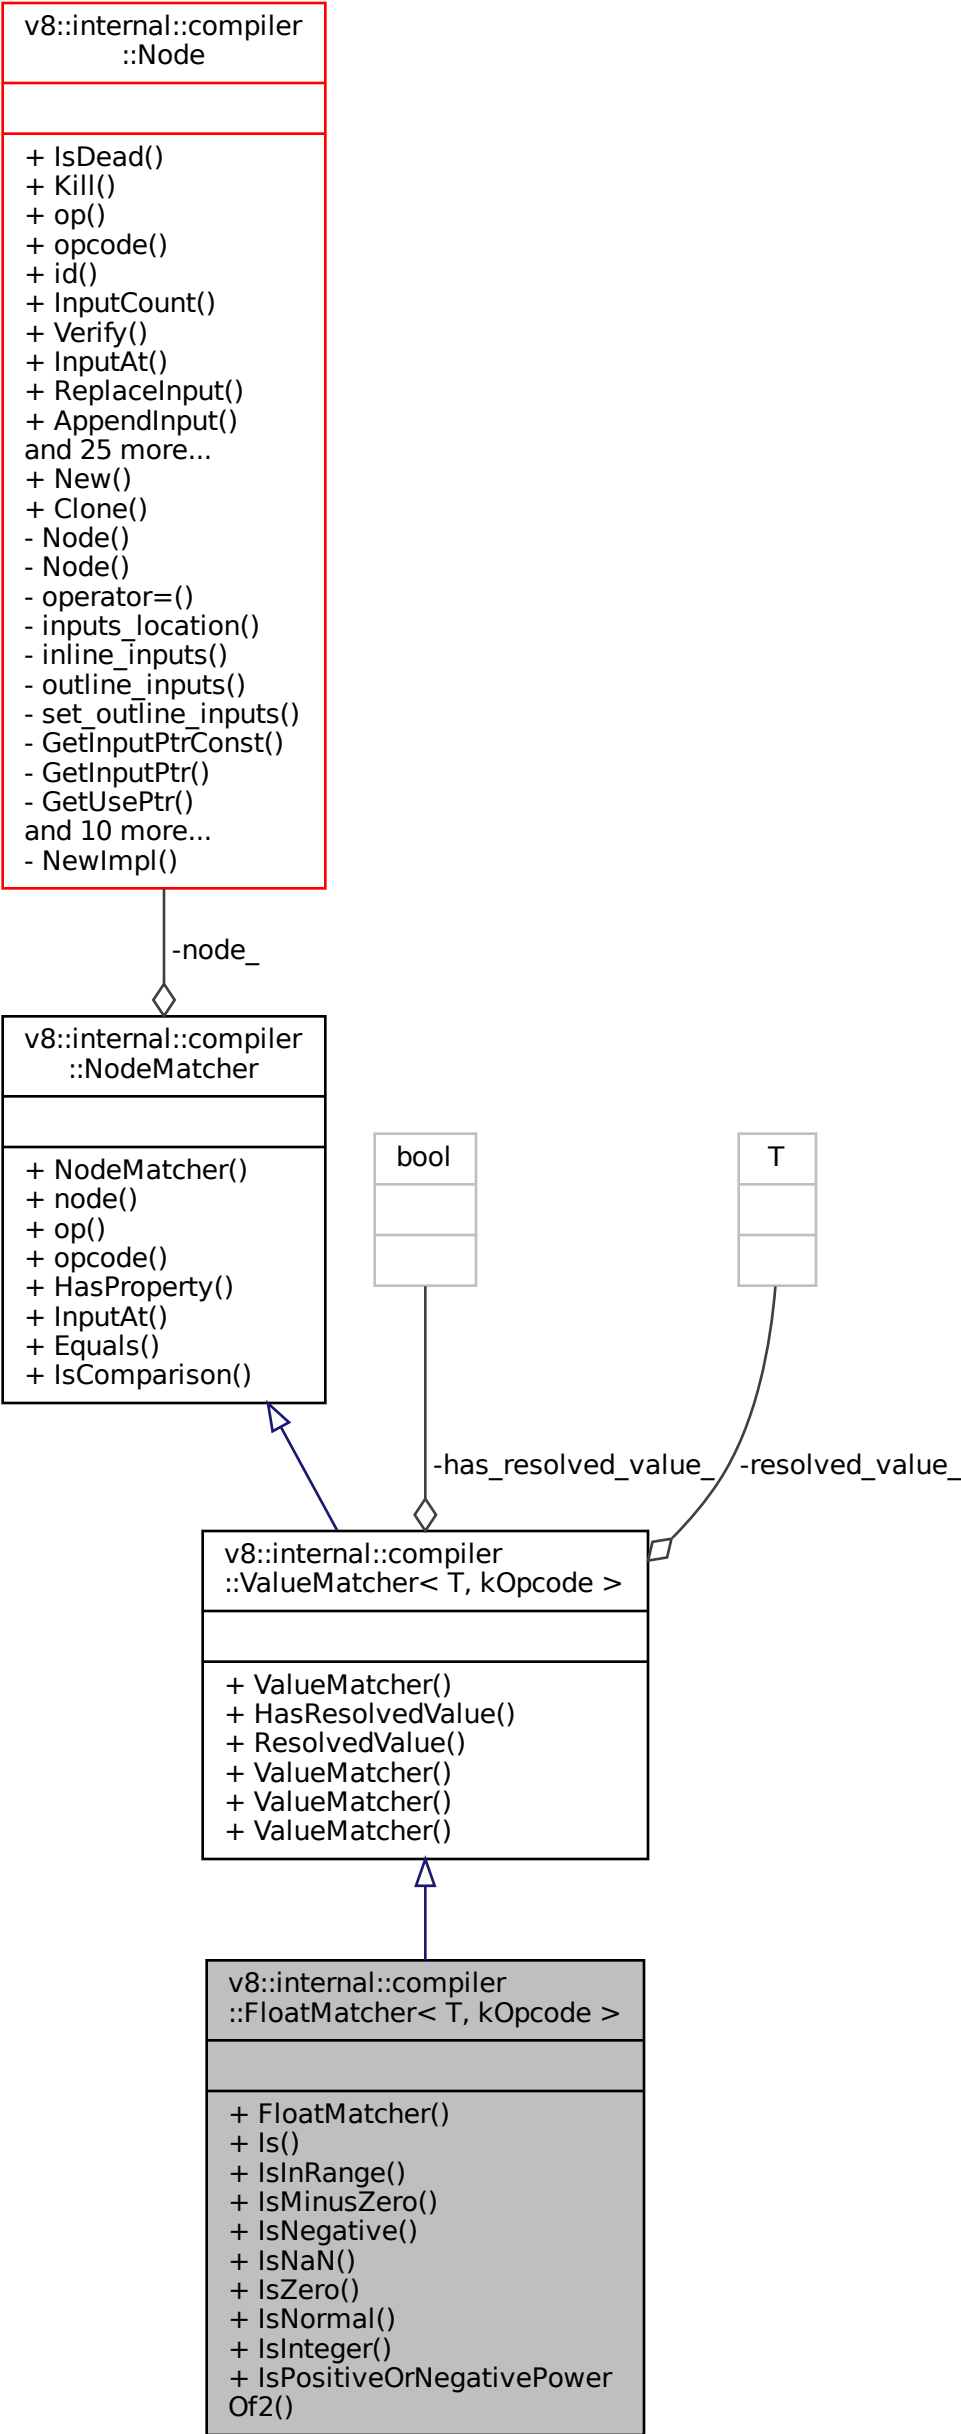 v8::internal::compiler
::Node
+ IsDead()
+ Kill()
+ op()
+ opcode()
+ id()
+ InputCount()
+ Verify()
+ InputAt()
+ ReplaceInput()
+ AppendInput()
and 25 more...
+ New()
+ Clone()
- Node()
- Node()
- operator=()
- inputs_location()
- inline_inputs()
- outline_inputs()
- set_outline_inputs()
- GetInputPtrConst()
- GetInputPtr()
- GetUsePtr()
and 10 more...
- NewImpl()
-node_
v8::internal::compiler
::NodeMatcher
+ NodeMatcher()
+ node()
+ op()
+ opcode()
+ HasProperty()
+ InputAt()
+ Equals()
+ IsComparison()
bool
T
-has_resolved_value_
-resolved_value_
v8::internal::compiler
::ValueMatcher< T, kOpcode >
+ ValueMatcher()
+ HasResolvedValue()
+ ResolvedValue()
+ ValueMatcher()
+ ValueMatcher()
+ ValueMatcher()
v8::internal::compiler
::FloatMatcher< T, kOpcode >
+ FloatMatcher()
+ Is()
+ IsInRange()
+ IsMinusZero()
+ IsNegative()
+ IsNaN()
+ IsZero()
+ IsNormal()
+ IsInteger()
+ IsPositiveOrNegativePower
Of2()